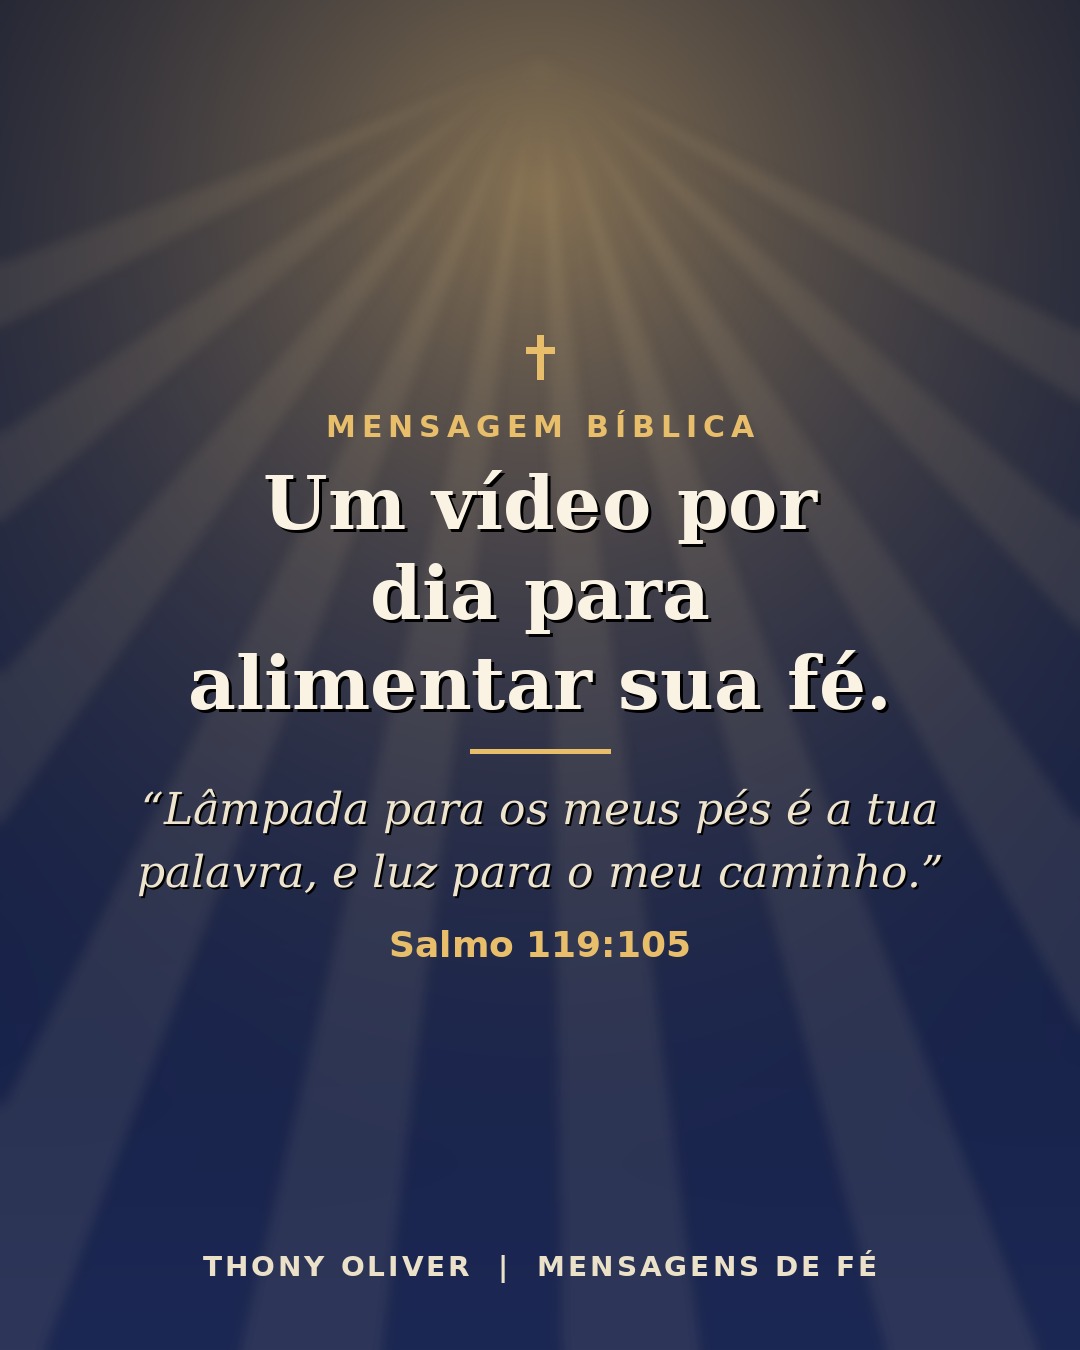 MENSAGEM BÍBLICA
Um vídeo por
dia para
alimentar sua fé.
“Lâmpada para os meus pés é a tua
palavra, e luz para o meu caminho.”
Salmo 119:105
THONY OLIVER | MENSAGENS DE FÉ